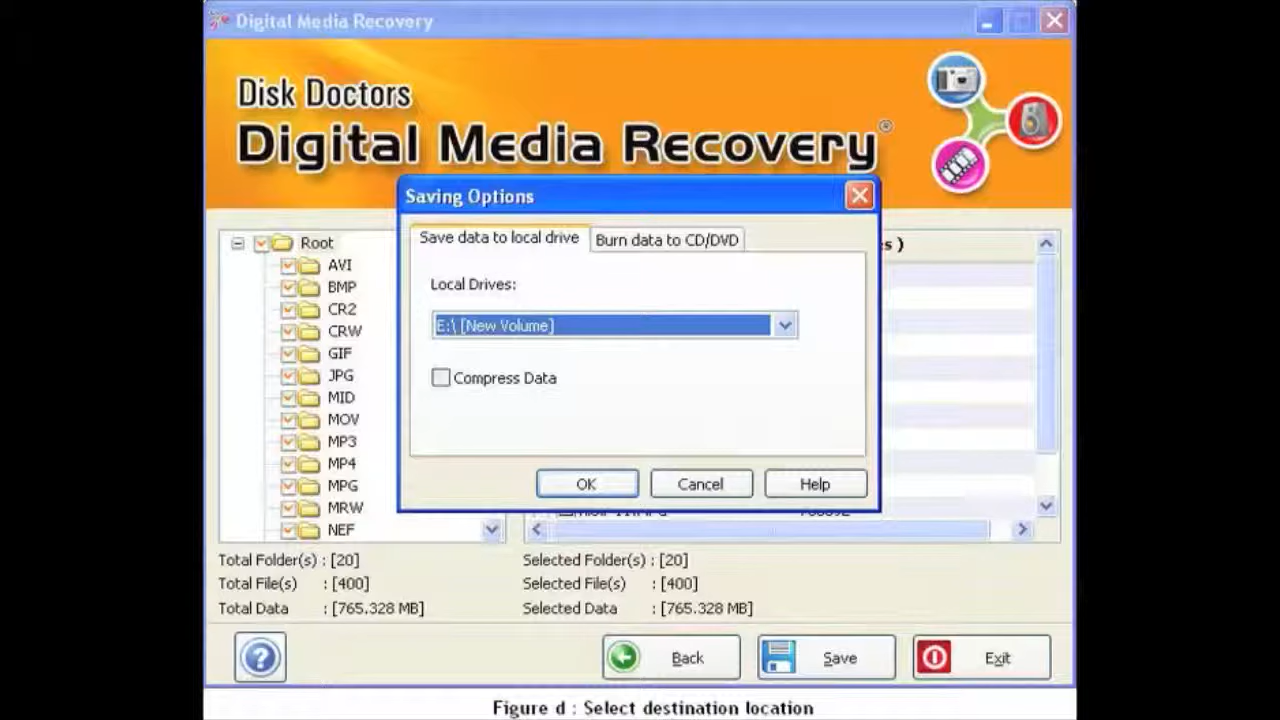 Digital Media Recovery
Disk Doctors
Digital Media Recovery®
Saving Options
Save data to local drive
Burn data to CD/DVD
Local Drives:
E:\ [New Volume]
Compress Data
OK
Cancel
Help
Root
AVI
BMP
CR2
CRW
GIF
JPG
MID
MOV
MP3
MP4
MPG
MRW
NEF
Total Folder(s) : [20]
Total File(s) : [400]
Total Data : [765.328 MB]
Selected Folder(s) : [20]
Selected File(s) : [400]
Selected Data : [765.328 MB]
Back
Save
Exit
Figure d : Select destination location